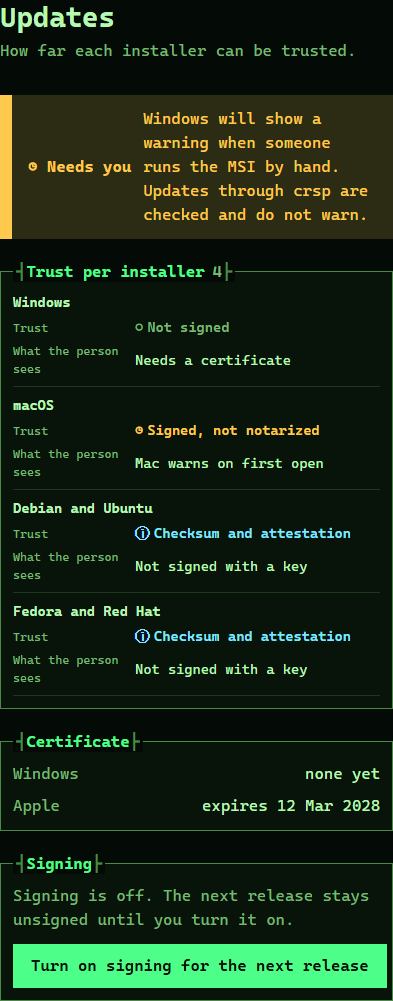 Updates
How far each installer can be trusted.
Windows will show a
warning when someone
Needs you runs the MSI by hand.
Updates through crsp are
checked and do not warn.
Trust per installer 4
Windows
Trust Not signed
What the person
sees Needs a certificate
macOS
Trust Signed, not notarized
What the person
sees Mac warns on first open
Debian and Ubuntu
Trust Checksum and attestation
What the person
sees Not signed with a key
Fedora and Red Hat
Trust Checksum and attestation
What the person
sees Not signed with a key
Certificate
Windows none yet
Apple expires 12 Mar 2028
Signing
Signing is off. The next release stays
unsigned until you turn it on.
Turn on signing for the next release